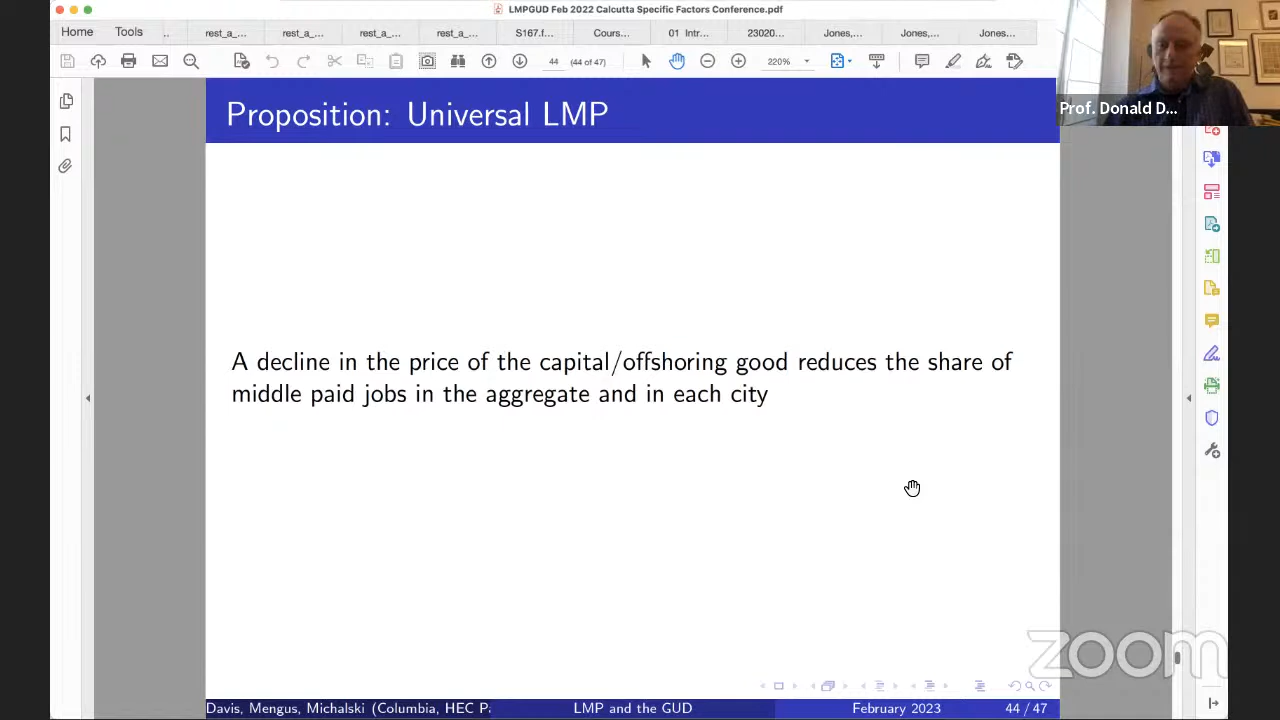 LMPGUD Feb 2022 Calcutta Specific Factors Conference.pdf
Home Tools .. rest_a_... rest_a_... rest_a_... rest_a_... S167.f... Cours... 01 Intr... 23020... Jones,... Jones,... Jones...
44 (44 of 47) 220%
Prof. Donald D...
Proposition: Universal LMP
A decline in the price of the capital/offshoring good reduces the share of
middle paid jobs in the aggregate and in each city
zoom
Davis, Mengus, Michalski (Columbia, HEC Pa LMP and the GUD February 2023 44 / 47